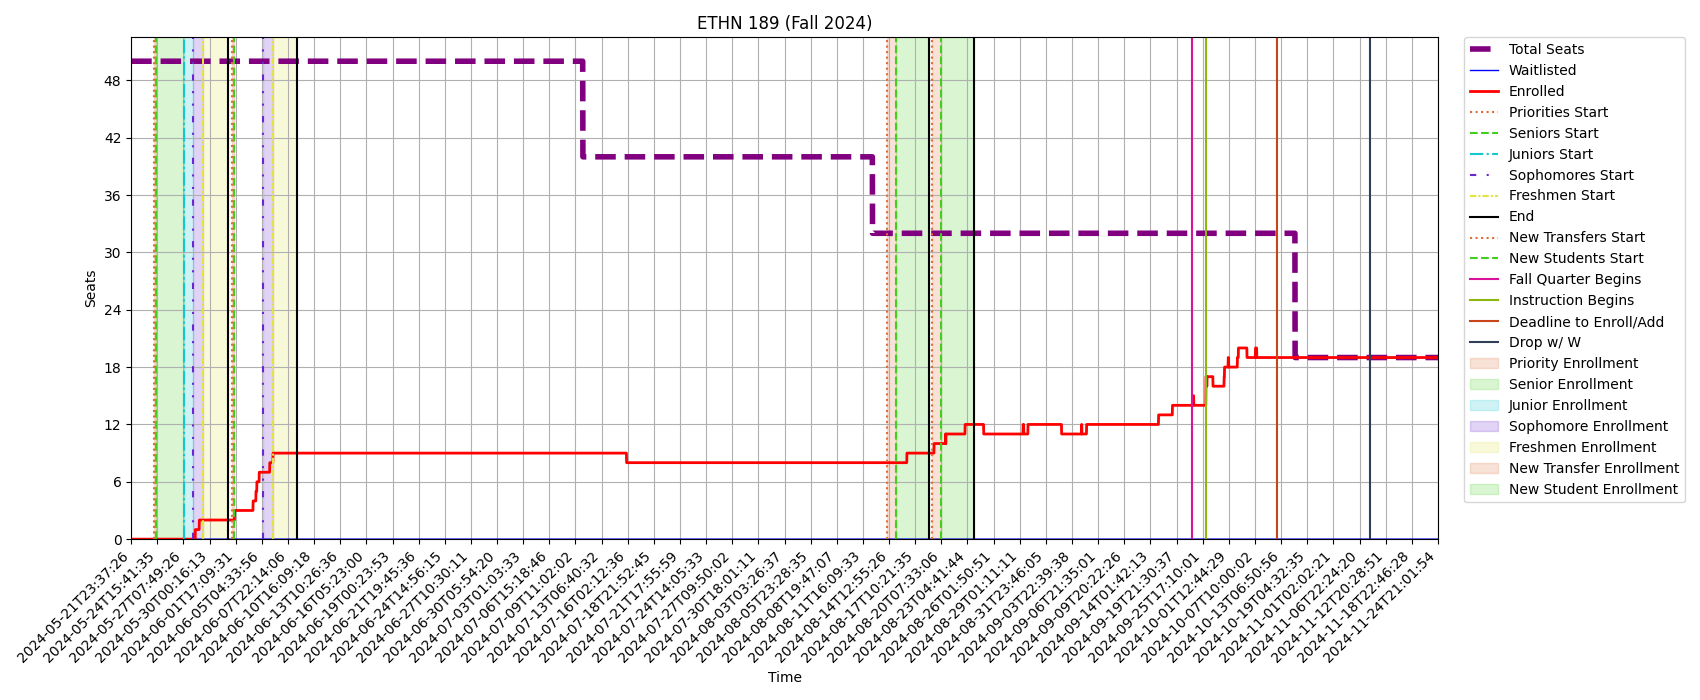 ETHN 189 (Fall 2024)
Seats
48
42
36
30
24
18
12
6
0
2024-05-21T23:37:26
2024-05-24T15:41:35
2024-05-27T07:49:26
2024-05-30T00:16:13
2024-06-01T17:09:31
2024-06-05T04:33:56
2024-06-07T22:14:06
2024-06-10T16:09:18
2024-06-13T10:26:36
2024-06-16T05:23:00
2024-06-19T00:23:53
2024-06-21T19:45:36
2024-06-24T14:56:15
2024-06-27T10:30:11
2024-06-30T05:54:20
2024-07-03T01:03:33
2024-07-06T15:18:46
2024-07-09T11:02:02
2024-07-13T06:40:32
2024-07-16T02:12:36
2024-07-18T21:52:45
2024-07-21T17:55:59
2024-07-24T14:05:33
2024-07-27T09:50:02
2024-07-30T18:01:11
2024-08-03T03:26:37
2024-08-05T23:28:35
2024-08-08T19:47:07
2024-08-11T16:09:33
2024-08-14T12:55:26
2024-08-17T10:21:35
2024-08-20T07:33:06
2024-08-23T04:41:44
2024-08-26T01:50:51
2024-08-29T01:11:11
2024-08-31T23:46:05
2024-09-03T22:39:38
2024-09-06T21:35:01
2024-09-09T20:22:26
2024-09-14T01:42:13
2024-09-19T21:30:37
2024-09-25T17:10:01
2024-10-01T12:44:29
2024-10-07T10:00:02
2024-10-13T06:50:56
2024-10-19T04:32:35
2024-11-01T02:02:21
2024-11-06T22:24:20
2024-11-12T20:28:51
2024-11-18T22:46:28
2024-11-24T21:01:54
Time
Total Seats
Waitlisted
Enrolled
Priorities Start
Seniors Start
Juniors Start
Sophomores Start
Freshmen Start
End
New Transfers Start
New Students Start
Fall Quarter Begins
Instruction Begins
Deadline to Enroll/Add
Drop w/ W
Priority Enrollment
Senior Enrollment
Junior Enrollment
Sophomore Enrollment
Freshmen Enrollment
New Transfer Enrollment
New Student Enrollment